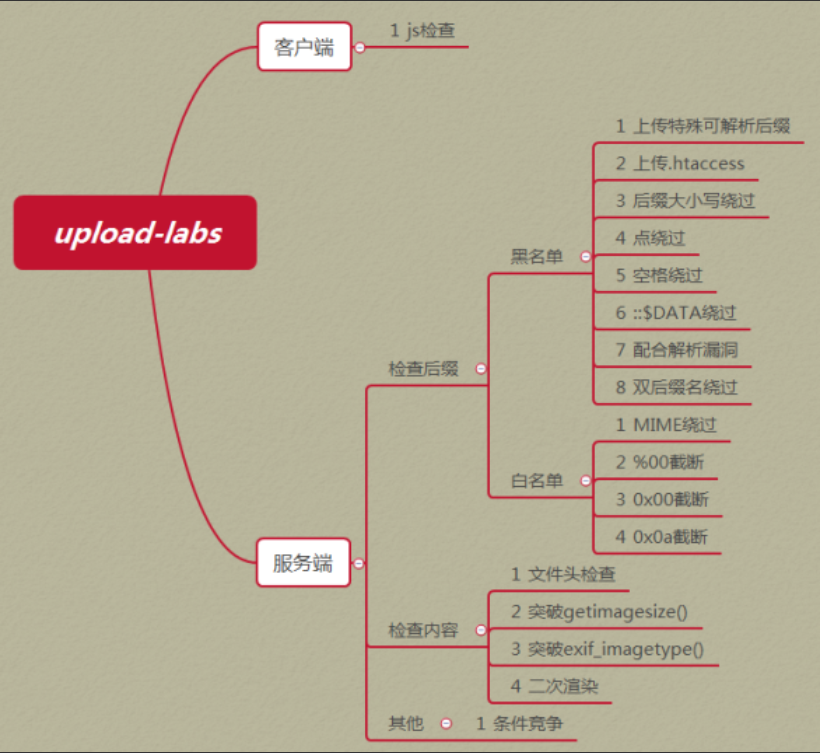 客户端
1 js检查
upload-labs
服务端
检查后缀
黑名单
1 上传特殊可解析后缀
2 上传.htaccess
3 后缀大小写绕过
4 点绕过
5 空格绕过
6 ::$DATA绕过
7 配合解析漏洞
8 双后缀名绕过
白名单
1 MIME绕过
2 %00截断
3 0x00截断
4 0x0a截断
检查内容
1 文件头检查
2 突破getimagesize()
3 突破exif_imagetype()
4 二次渲染
其他
1 条件竞争